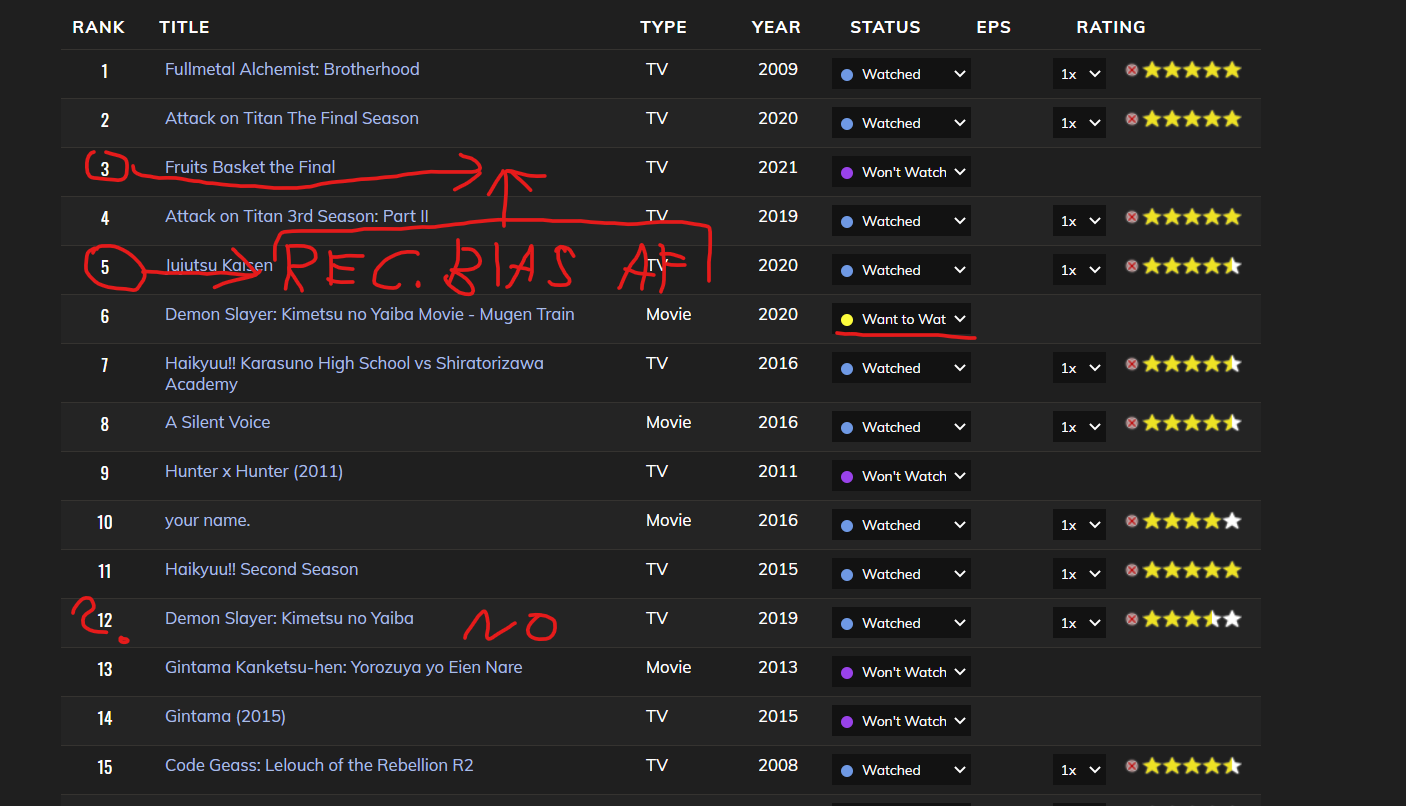 RANK TITLE TYPE YEAR STATUS EPS RATING
1 Fullmetal Alchemist: Brotherhood TV 2009 Watched 1x
2 Attack on Titan The Final Season TV 2020 Watched 1x
3 Fruits Basket the Final TV 2021 Won't Watch
4 Attack on Titan 3rd Season: Part II TV 2019 Watched 1x
5 Jujutsu Kaisen REC. BIAS AF TV 2020 Watched 1x
6 Demon Slayer: Kimetsu no Yaiba Movie - Mugen Train Movie 2020 Want to Wat
7 Haikyuu!! Karasuno High School vs Shiratorizawa TV 2016 Watched 1x
Academy
8 A Silent Voice Movie 2016 Watched 1x
9 Hunter x Hunter (2011) TV 2011 Won't Watch
10 your name. Movie 2016 Watched 1x
11 Haikyuu!! Second Season TV 2015 Watched 1x
? 12 Demon Slayer: Kimetsu no Yaiba NO TV 2019 Watched 1x
13 Gintama Kanketsu-hen: Yorozuya yo Eien Nare Movie 2013 Won't Watch
14 Gintama (2015) TV 2015 Won't Watch
15 Code Geass: Lelouch of the Rebellion R2 TV 2008 Watched 1x